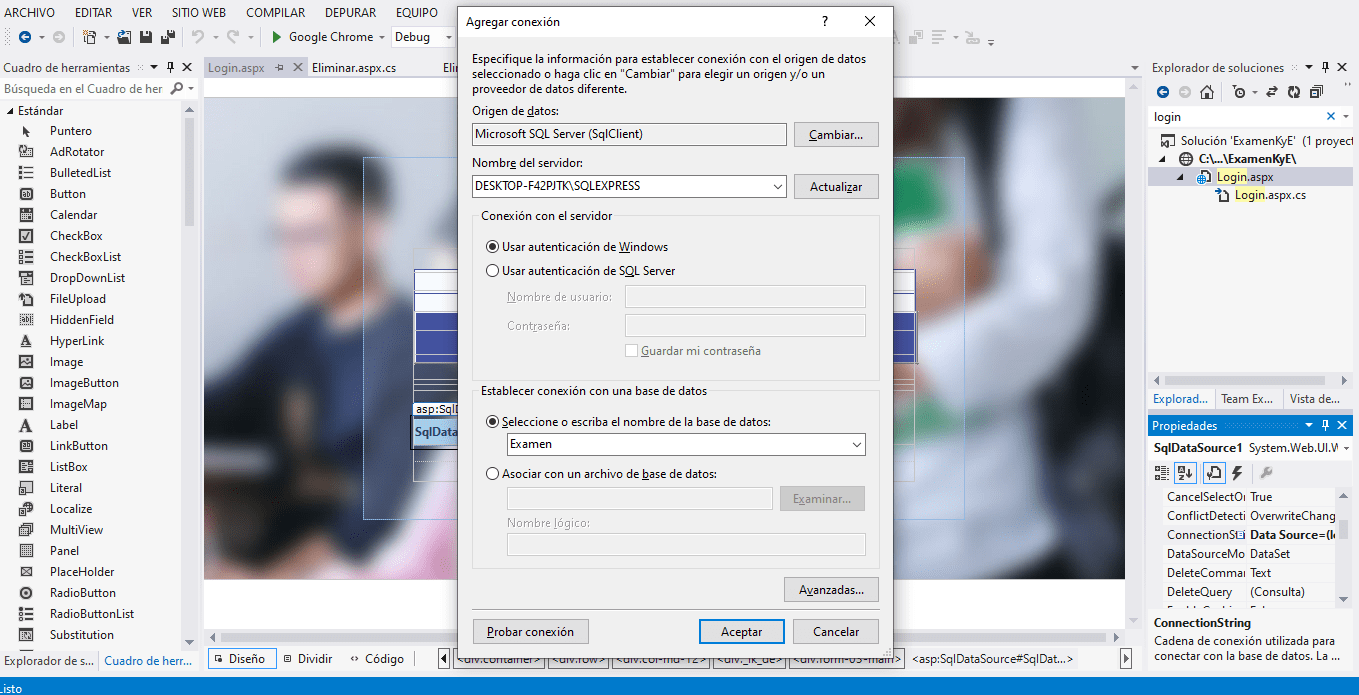 ARCHIVO EDITAR VER SITIO WEB COMPILAR DEPURAR EQUIPO
Google Chrome Debug
Cuadro de herramientas
Búsqueda en el Cuadro de her
Estándar
Puntero
AdRotator
BulletedList
Button
Calendar
CheckBox
CheckBoxList
DropDownList
FileUpload
HiddenField
HyperLink
Image
ImageButton
ImageMap
Label
LinkButton
ListBox
Literal
Localize
MultiView
Panel
PlaceHolder
RadioButton
RadioButtonList
Substitution
Explorador de s... Cuadro de herr...
Listo
Login.aspx Eliminar.aspx.cs Elir
asp:SqlD
SqlData
Diseño Dividir Código
<div.container> <div.row> <div.col-md-12> <div._lk_de> <div.form-03-main> <asp:SqlDataSource#SqlDat...>
Agregar conexión
?
Especifique la información para establecer conexión con el origen de datos
seleccionado o haga clic en "Cambiar" para elegir un origen y/o un
proveedor de datos diferente.
Origen de datos:
Microsoft SQL Server (SqlClient) Cambiar...
Nombre del servidor:
DESKTOP-F42PJTK\SQLEXPRESS Actualizar
Conexión con el servidor
Usar autenticación de Windows
Usar autenticación de SQL Server
Nombre de usuario:
Contraseña:
Guardar mi contraseña
Establecer conexión con una base de datos
Seleccione o escriba el nombre de la base de datos:
Examen
Asociar con un archivo de base de datos:
Examinar...
Nombre lógico:
Avanzadas...
Probar conexión Aceptar Cancelar
Explorador de soluciones
login
Solución 'ExamenKyE' (1 proyect
C:\...\ExamenKyE\
Login.aspx
Login.aspx.cs
Explorad... Team Ex... Vista de...
Propiedades
SqlDataSource1 System.Web.UI.W
CancelSelectOı True
ConflictDetecti OverwriteChang
ConnectionStı Data Source=(l
DataSourceMo DataSet
DeleteCommaı Text
DeleteQuery (Consulta)
ConnectionString
Cadena de conexión utilizada para
conectar con la base de datos. La ...